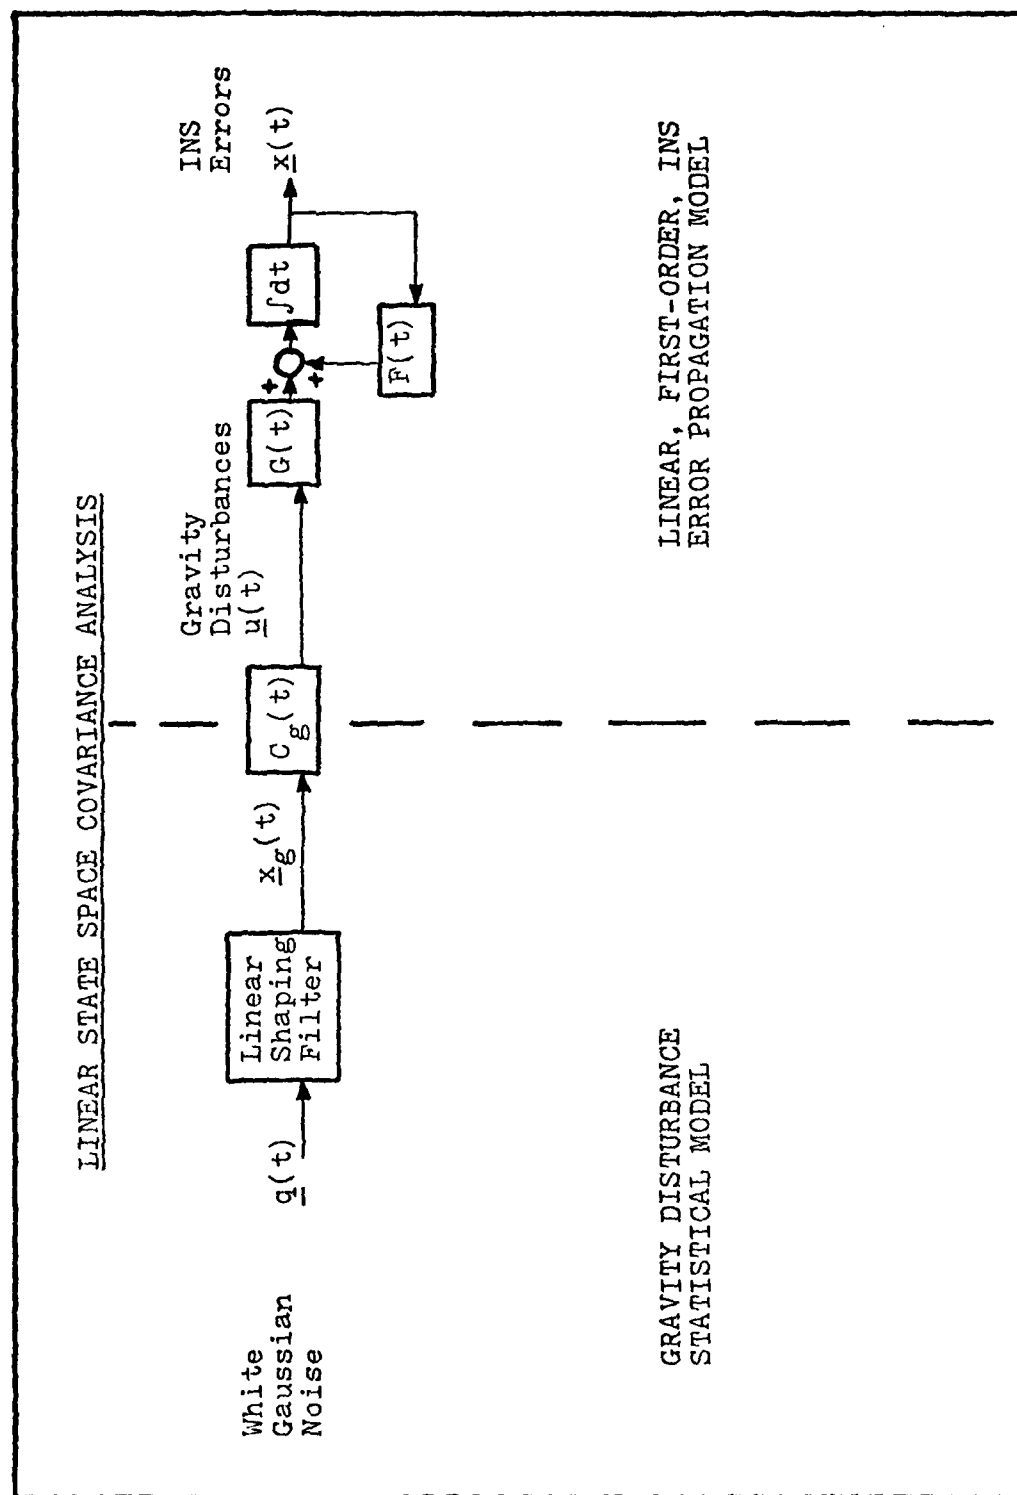 LINEAR STATE SPACE COVARIANCE ANALYSIS
White
Gaussian
Noise
q(t)
Linear
Shaping
Filter
x_g(t)
C_g(t)
Gravity
Disturbances
u(t)
G(t)
+
+
∫dt
F(t)
INS
Errors
x(t)
GRAVITY DISTURBANCE
STATISTICAL MODEL
LINEAR, FIRST-ORDER, INS
ERROR PROPAGATION MODEL